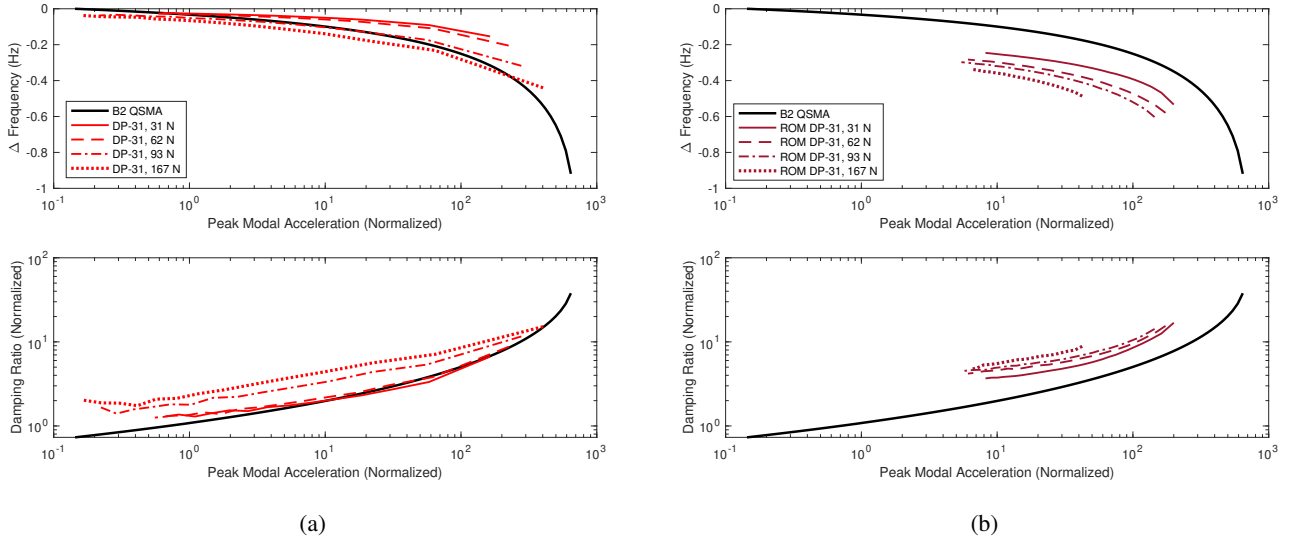 0
-0.2
-0.4
-0.6
-0.8
-1
Δ Frequency (Hz)
B2 QSMA
DP-31, 31 N
DP-31, 62 N
DP-31, 93 N
DP-31, 167 N
10^-1 10^0 10^1 10^2 10^3
Peak Modal Acceleration (Normalized)
10^2
10^1
10^0
Damping Ratio (Normalized)
10^-1 10^0 10^1 10^2 10^3
Peak Modal Acceleration (Normalized)
(a)
0
-0.2
-0.4
-0.6
-0.8
-1
Δ Frequency (Hz)
B2 QSMA
ROM DP-31, 31 N
ROM DP-31, 62 N
ROM DP-31, 93 N
ROM DP-31, 167 N
10^-1 10^0 10^1 10^2 10^3
Peak Modal Acceleration (Normalized)
10^2
10^1
10^0
Damping Ratio (Normalized)
10^-1 10^0 10^1 10^2 10^3
Peak Modal Acceleration (Normalized)
(b)